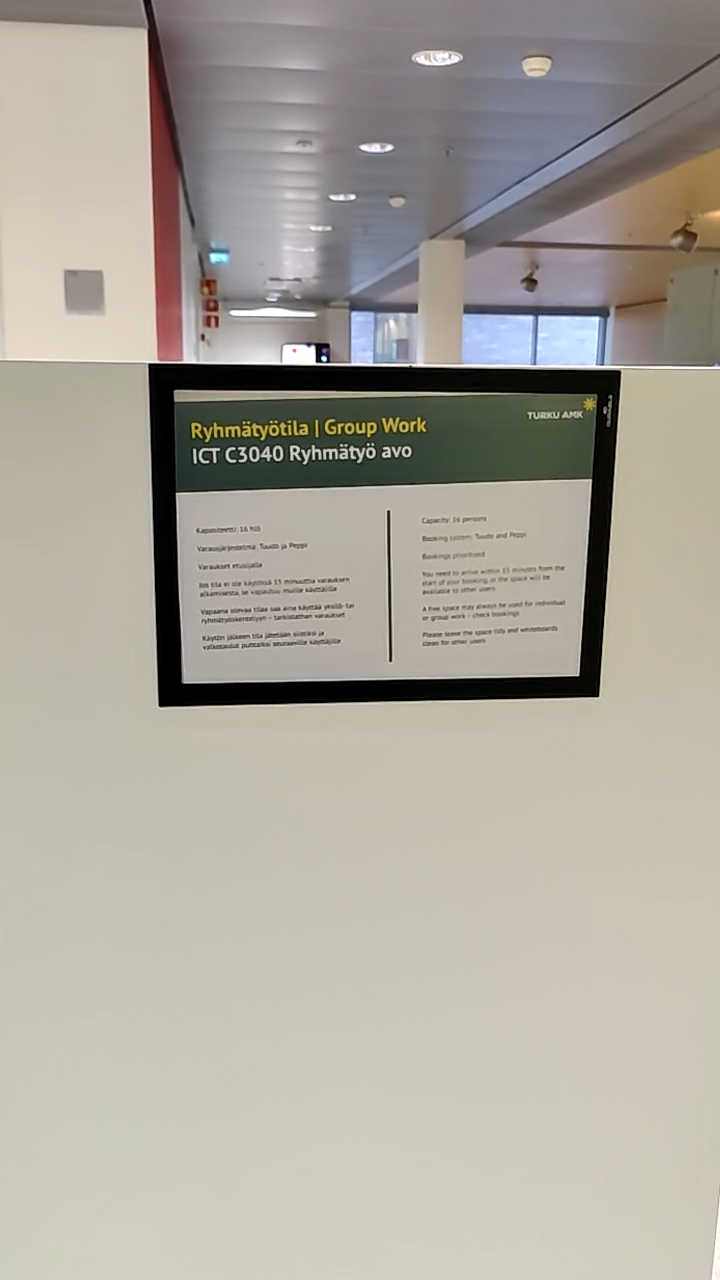 Ryhmätyötila | Group Work
ICT C3040 Ryhmätyö avo
TURKU AMK
Kapasiteetti: 16 hlö
Varausjärjestelmä: Tuudo ja Peppi
Varaukset etusijalla
Jos tila ei ole käytössä 15 minuuttia varauksen
alkamisesta, se vapautuu muille käyttäjille
Vapaana olevaa tilaa saa aina käyttää yksilö- tai
ryhmätyöskentelyyn - tarkistathan varaukset
Käytön jälkeen tila jätetään siistiksi ja
valkotaulut puhtaiksi seuraaville käyttäjille
Capacity: 16 persons
Booking system: Tuudo and Peppi
Bookings prioritized
You need to arrive within 15 minutes from the
start of your booking, or the space will be
available to other users
A free space may always be used for individual
or group work - check bookings
Please leave the space tidy and whiteboards
clean for other users